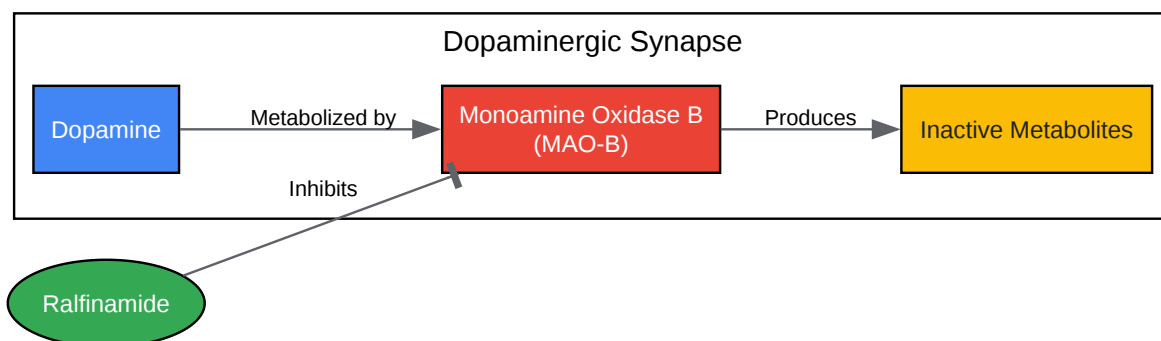 Dopaminergic Synapse
Dopamine
Metabolized by
Monoamine Oxidase B
(MAO-B)
Produces
Inactive Metabolites
Inhibits
Ralfinamide